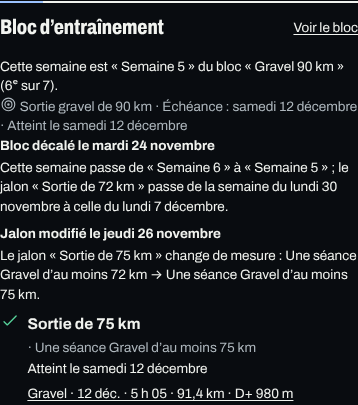 Bloc d’entraînement
Voir le bloc
Cette semaine est « Semaine 5 » du bloc « Gravel 90 km »
(6ᵉ sur 7).
Sortie gravel de 90 km · Échéance : samedi 12 décembre
· Atteint le samedi 12 décembre
Bloc décalé le mardi 24 novembre
Cette semaine passe de « Semaine 6 » à « Semaine 5 » ; le
jalon « Sortie de 72 km » passe de la semaine du lundi 30
novembre à celle du lundi 7 décembre.
Jalon modifié le jeudi 26 novembre
Le jalon « Sortie de 75 km » change de mesure : Une séance
Gravel d’au moins 72 km → Une séance Gravel d’au moins
75 km.
Sortie de 75 km
· Une séance Gravel d’au moins 75 km
Atteint le samedi 12 décembre
Gravel · 12 déc. · 5 h 05 · 91,4 km · D+ 980 m